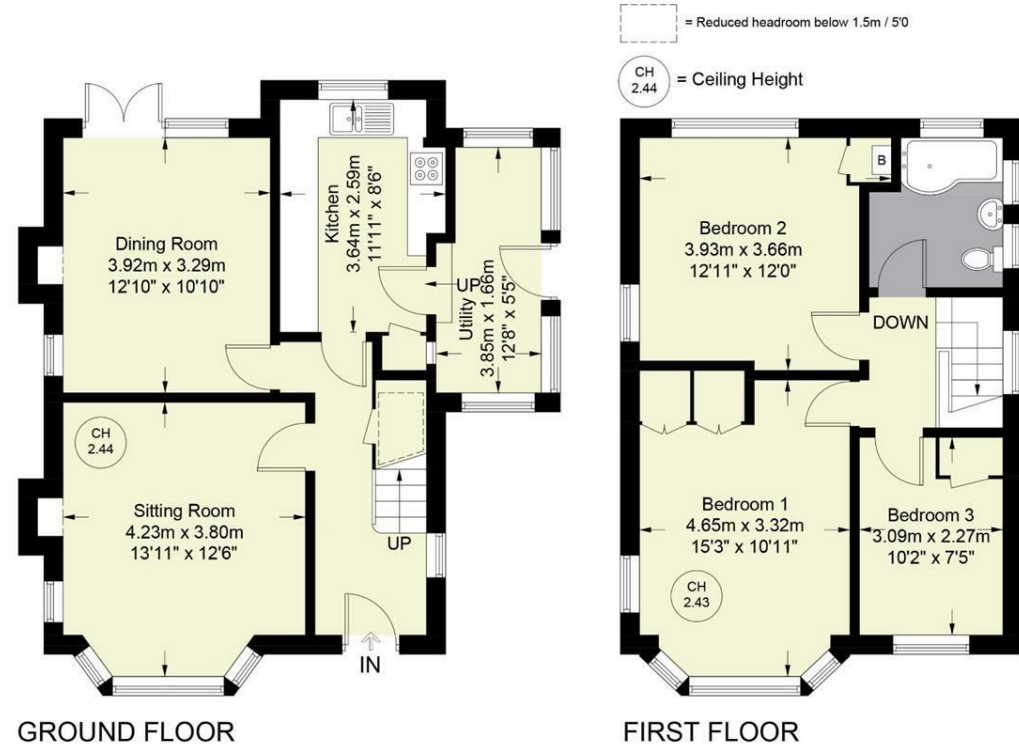 = Reduced headroom below 1.5m / 5'0
CH
2.44
= Ceiling Height
Dining Room
3.92m x 3.29m
12'10" x 10'10"
Kitchen
3.64m x 2.59m
11'11" x 8'6"
UP
Utility
3.85m x 1.66m
12'8" x 5'5"
CH
2.44
Sitting Room
4.23m x 3.80m
13'11" x 12'6"
UP
IN
GROUND FLOOR
B
Bedroom 2
3.93m x 3.66m
12'11" x 12'0"
DOWN
Bedroom 1
4.65m x 3.32m
15'3" x 10'11"
CH
2.43
Bedroom 3
3.09m x 2.27m
10'2" x 7'5"
FIRST FLOOR